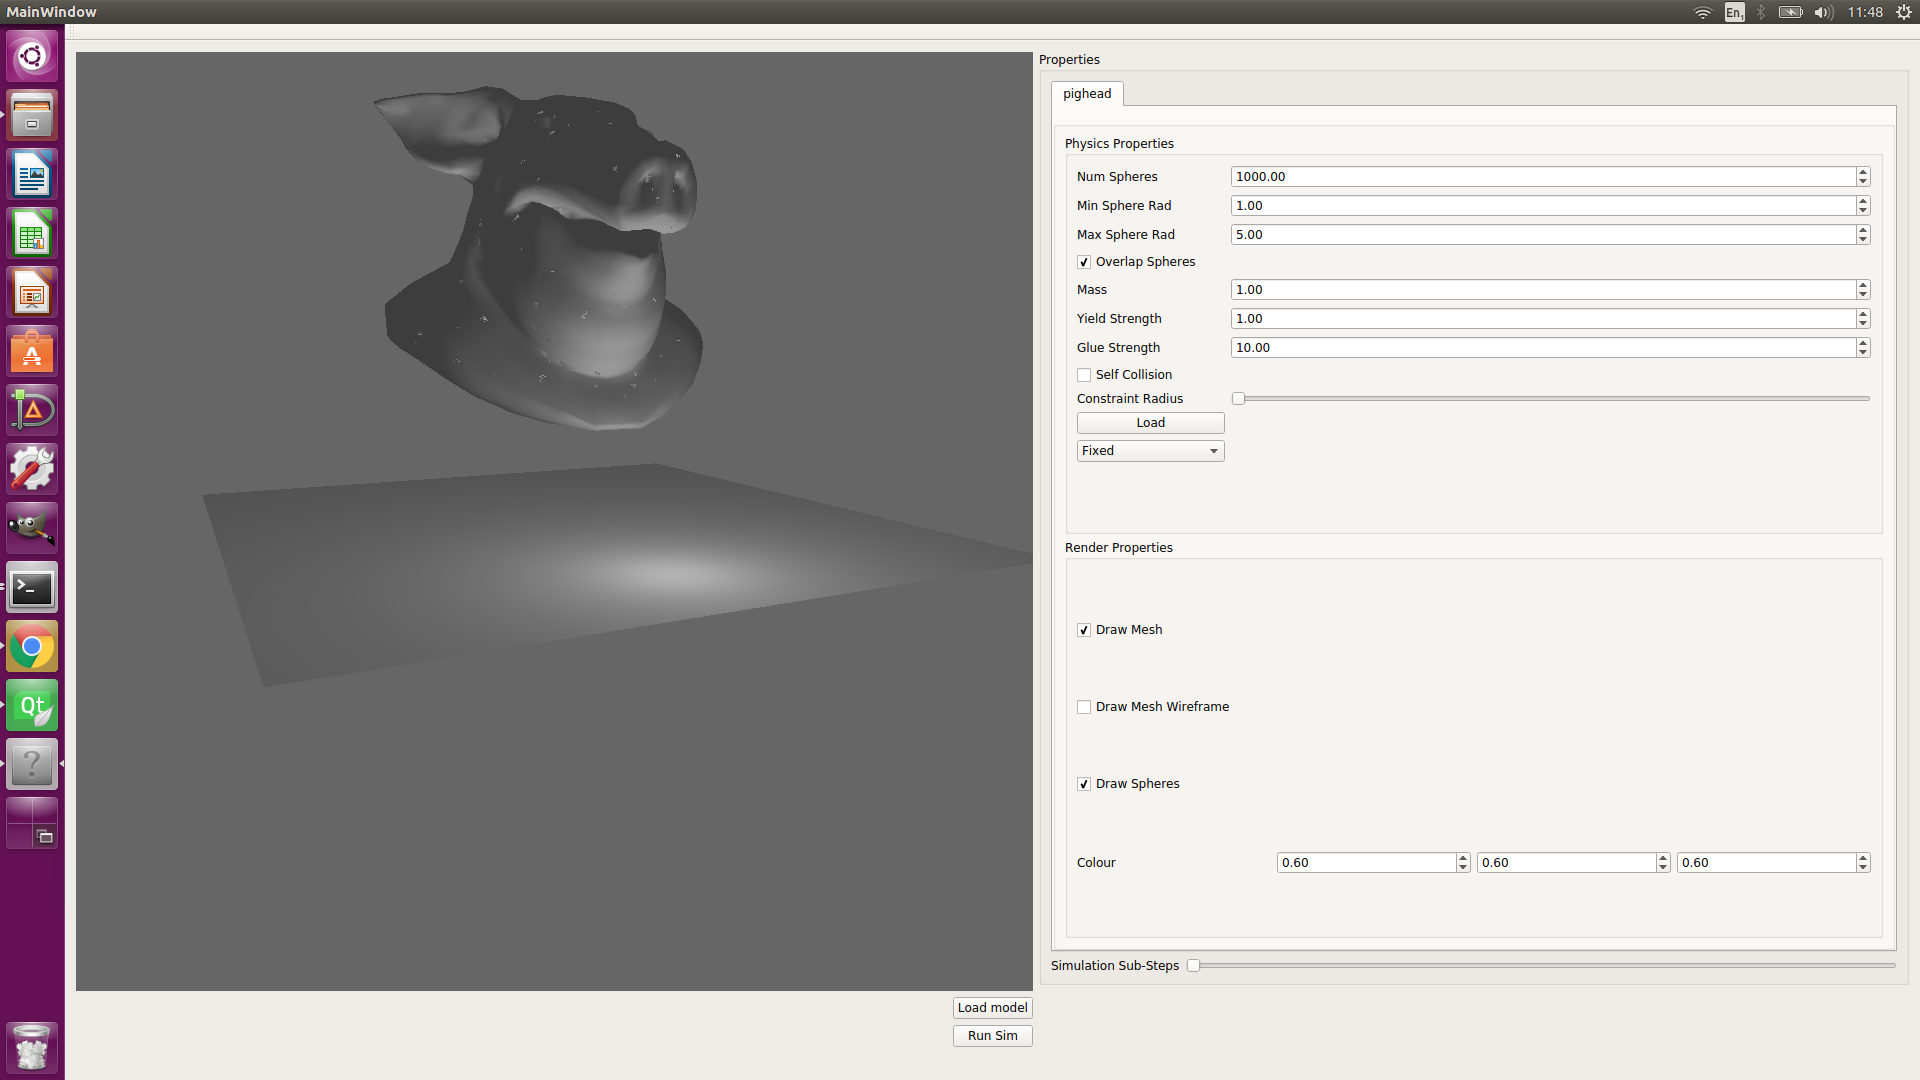 MainWindow
En1 11:48
Properties
pighead
Physics Properties
Num Spheres 1000.00
Min Sphere Rad 1.00
Max Sphere Rad 5.00
Overlap Spheres
Mass 1.00
Yield Strength 1.00
Glue Strength 10.00
Self Collision
Constraint Radius
Load
Fixed
Render Properties
Draw Mesh
Draw Mesh Wireframe
Draw Spheres
Colour 0.60 0.60 0.60
Simulation Sub-Steps
Load model
Run Sim
A
>_
Qt
?